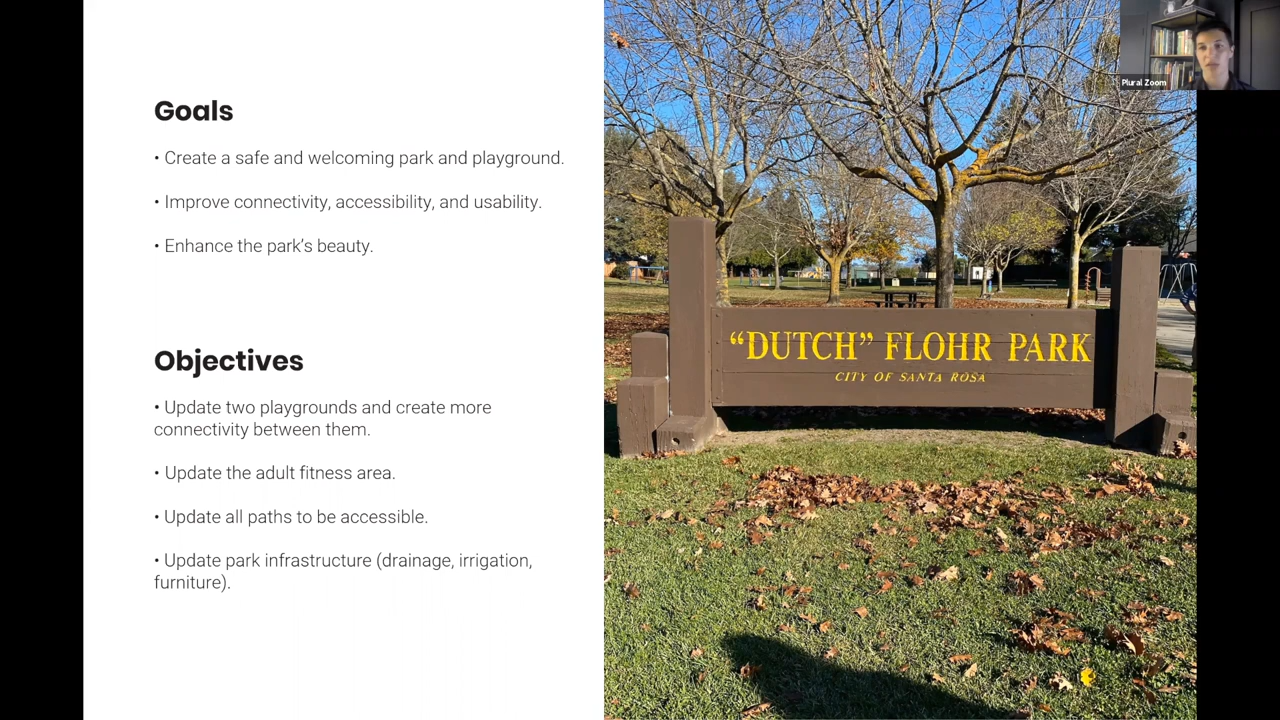 Goals
• Create a safe and welcoming park and playground.
• Improve connectivity, accessibility, and usability.
• Enhance the park's beauty.
Objectives
• Update two playgrounds and create more
connectivity between them.
• Update the adult fitness area.
• Update all paths to be accessible.
• Update park infrastructure (drainage, irrigation,
furniture).
“DUTCH” FLOHR PARK
CITY OF SANTA ROSA
Plural Zoom